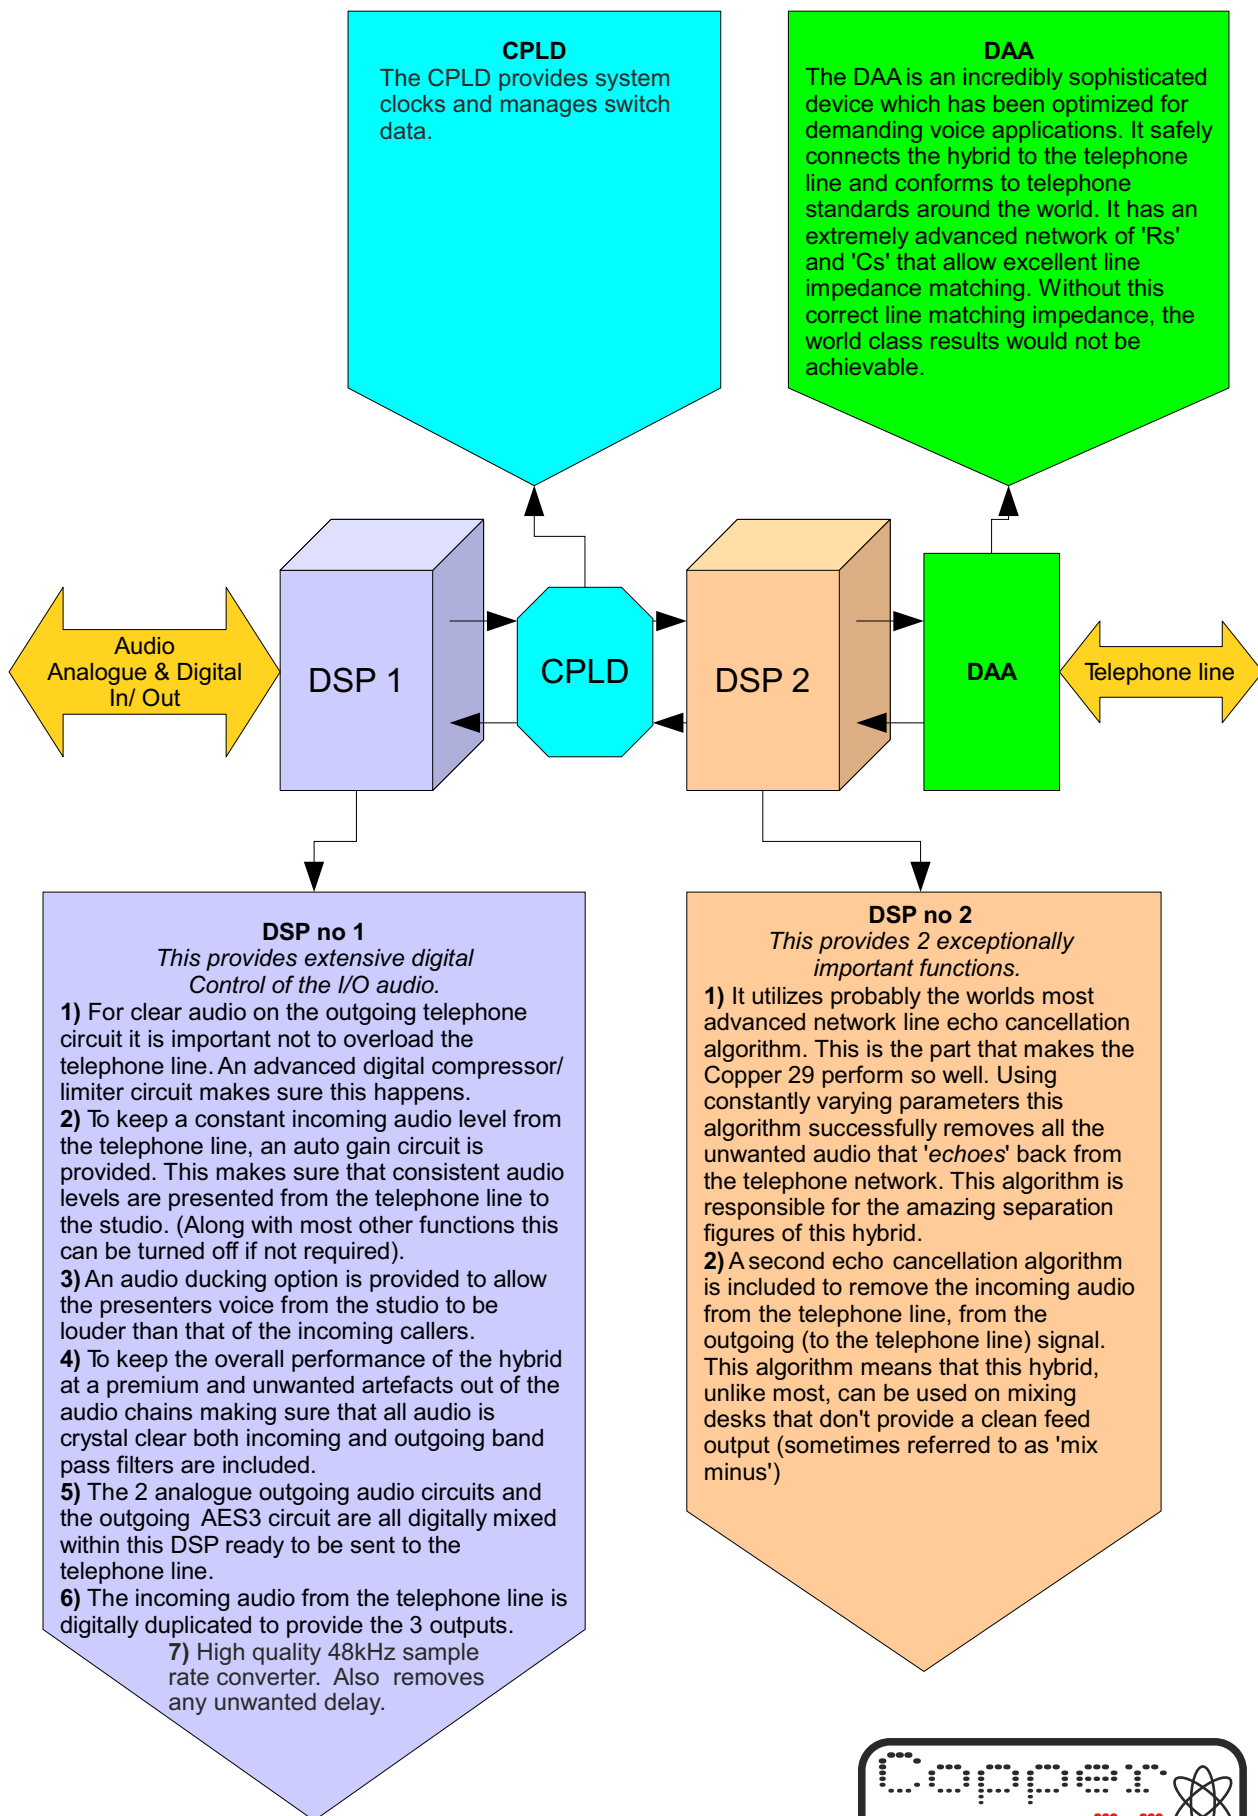 CPLD
The CPLD provides system
clocks and manages switch
data.
DAA
The DAA is an incredibly sophisticated
device which has been optimized for
demanding voice applications. It safely
connects the hybrid to the telephone
line and conforms to telephone
standards around the world. It has an
extremely advanced network of 'Rs'
and 'Cs' that allow excellent line
impedance matching. Without this
correct line matching impedance, the
world class results would not be
achievable.
Audio
Analogue & Digital
In/ Out
DSP 1
CPLD
DSP 2
DAA
Telephone line
DSP no 1
This provides extensive digital
Control of the I/O audio.
1) For clear audio on the outgoing telephone
circuit it is important not to overload the
telephone line. An advanced digital compressor/
limiter circuit makes sure this happens.
2) To keep a constant incoming audio level from
the telephone line, an auto gain circuit is
provided. This makes sure that consistent audio
levels are presented from the telephone line to
the studio. (Along with most other functions this
can be turned off if not required).
3) An audio ducking option is provided to allow
the presenters voice from the studio to be
louder than that of the incoming callers.
4) To keep the overall performance of the hybrid
at a premium and unwanted artefacts out of the
audio chains making sure that all audio is
crystal clear both incoming and outgoing band
pass filters are included.
5) The 2 analogue outgoing audio circuits and
the outgoing AES3 circuit are all digitally mixed
within this DSP ready to be sent to the
telephone line.
6) The incoming audio from the telephone line is
digitally duplicated to provide the 3 outputs.
7) High quality 48kHz sample
rate converter. Also removes
any unwanted delay.
DSP no 2
This provides 2 exceptionally
important functions.
1) It utilizes probably the worlds most
advanced network line echo cancellation
algorithm. This is the part that makes the
Copper 29 perform so well. Using
constantly varying parameters this
algorithm successfully removes all the
unwanted audio that 'echoes' back from
the telephone network. This algorithm is
responsible for the amazing separation
figures of this hybrid.
2) A second echo cancellation algorithm
is included to remove the incoming audio
from the telephone line, from the
outgoing (to the telephone line) signal.
This algorithm means that this hybrid,
unlike most, can be used on mixing
desks that don't provide a clean feed
output (sometimes referred to as 'mix
minus')
Copper